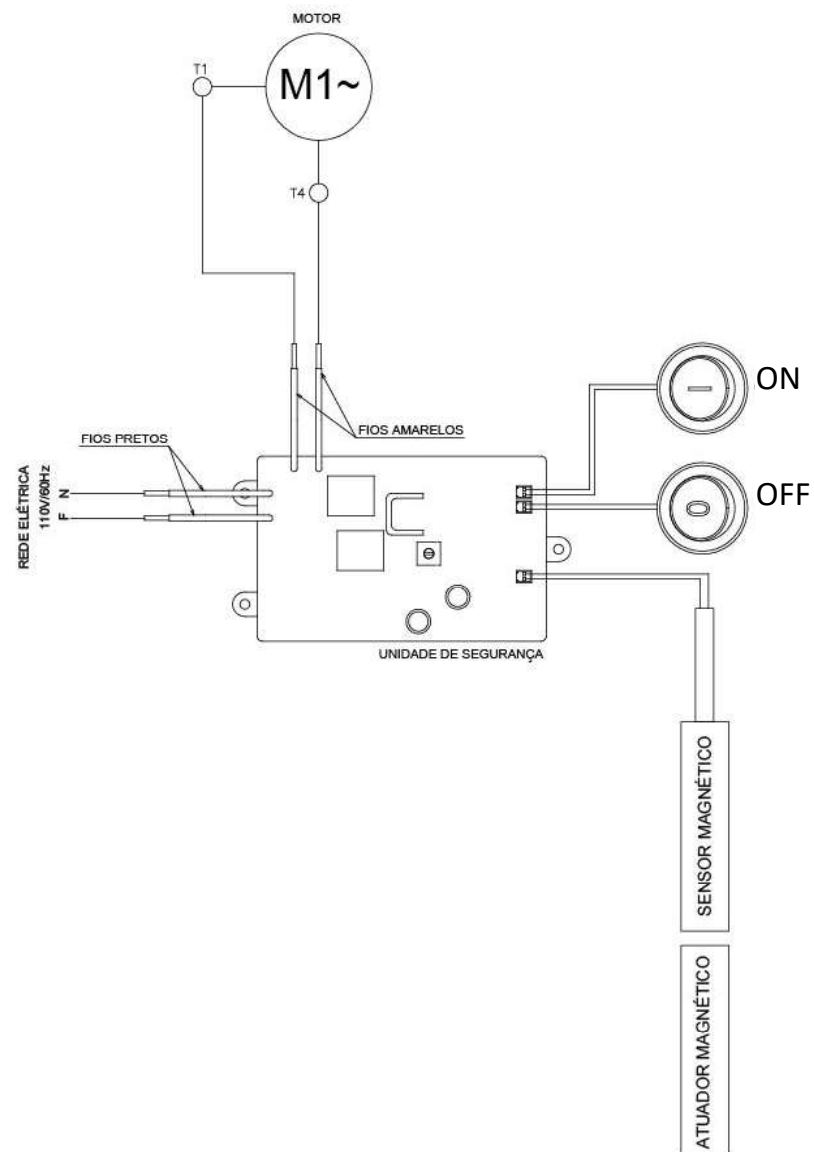 MOTOR
T1
M1~
T4
ON
FIOS AMARELOS
FIOS PRETOS
OFF
REDE ELÉTRICA
110V/60Hz
N
F
UNIDADE DE SEGURANÇA
SENSOR MAGNÉTICO
ATUADOR MAGNÉTICO